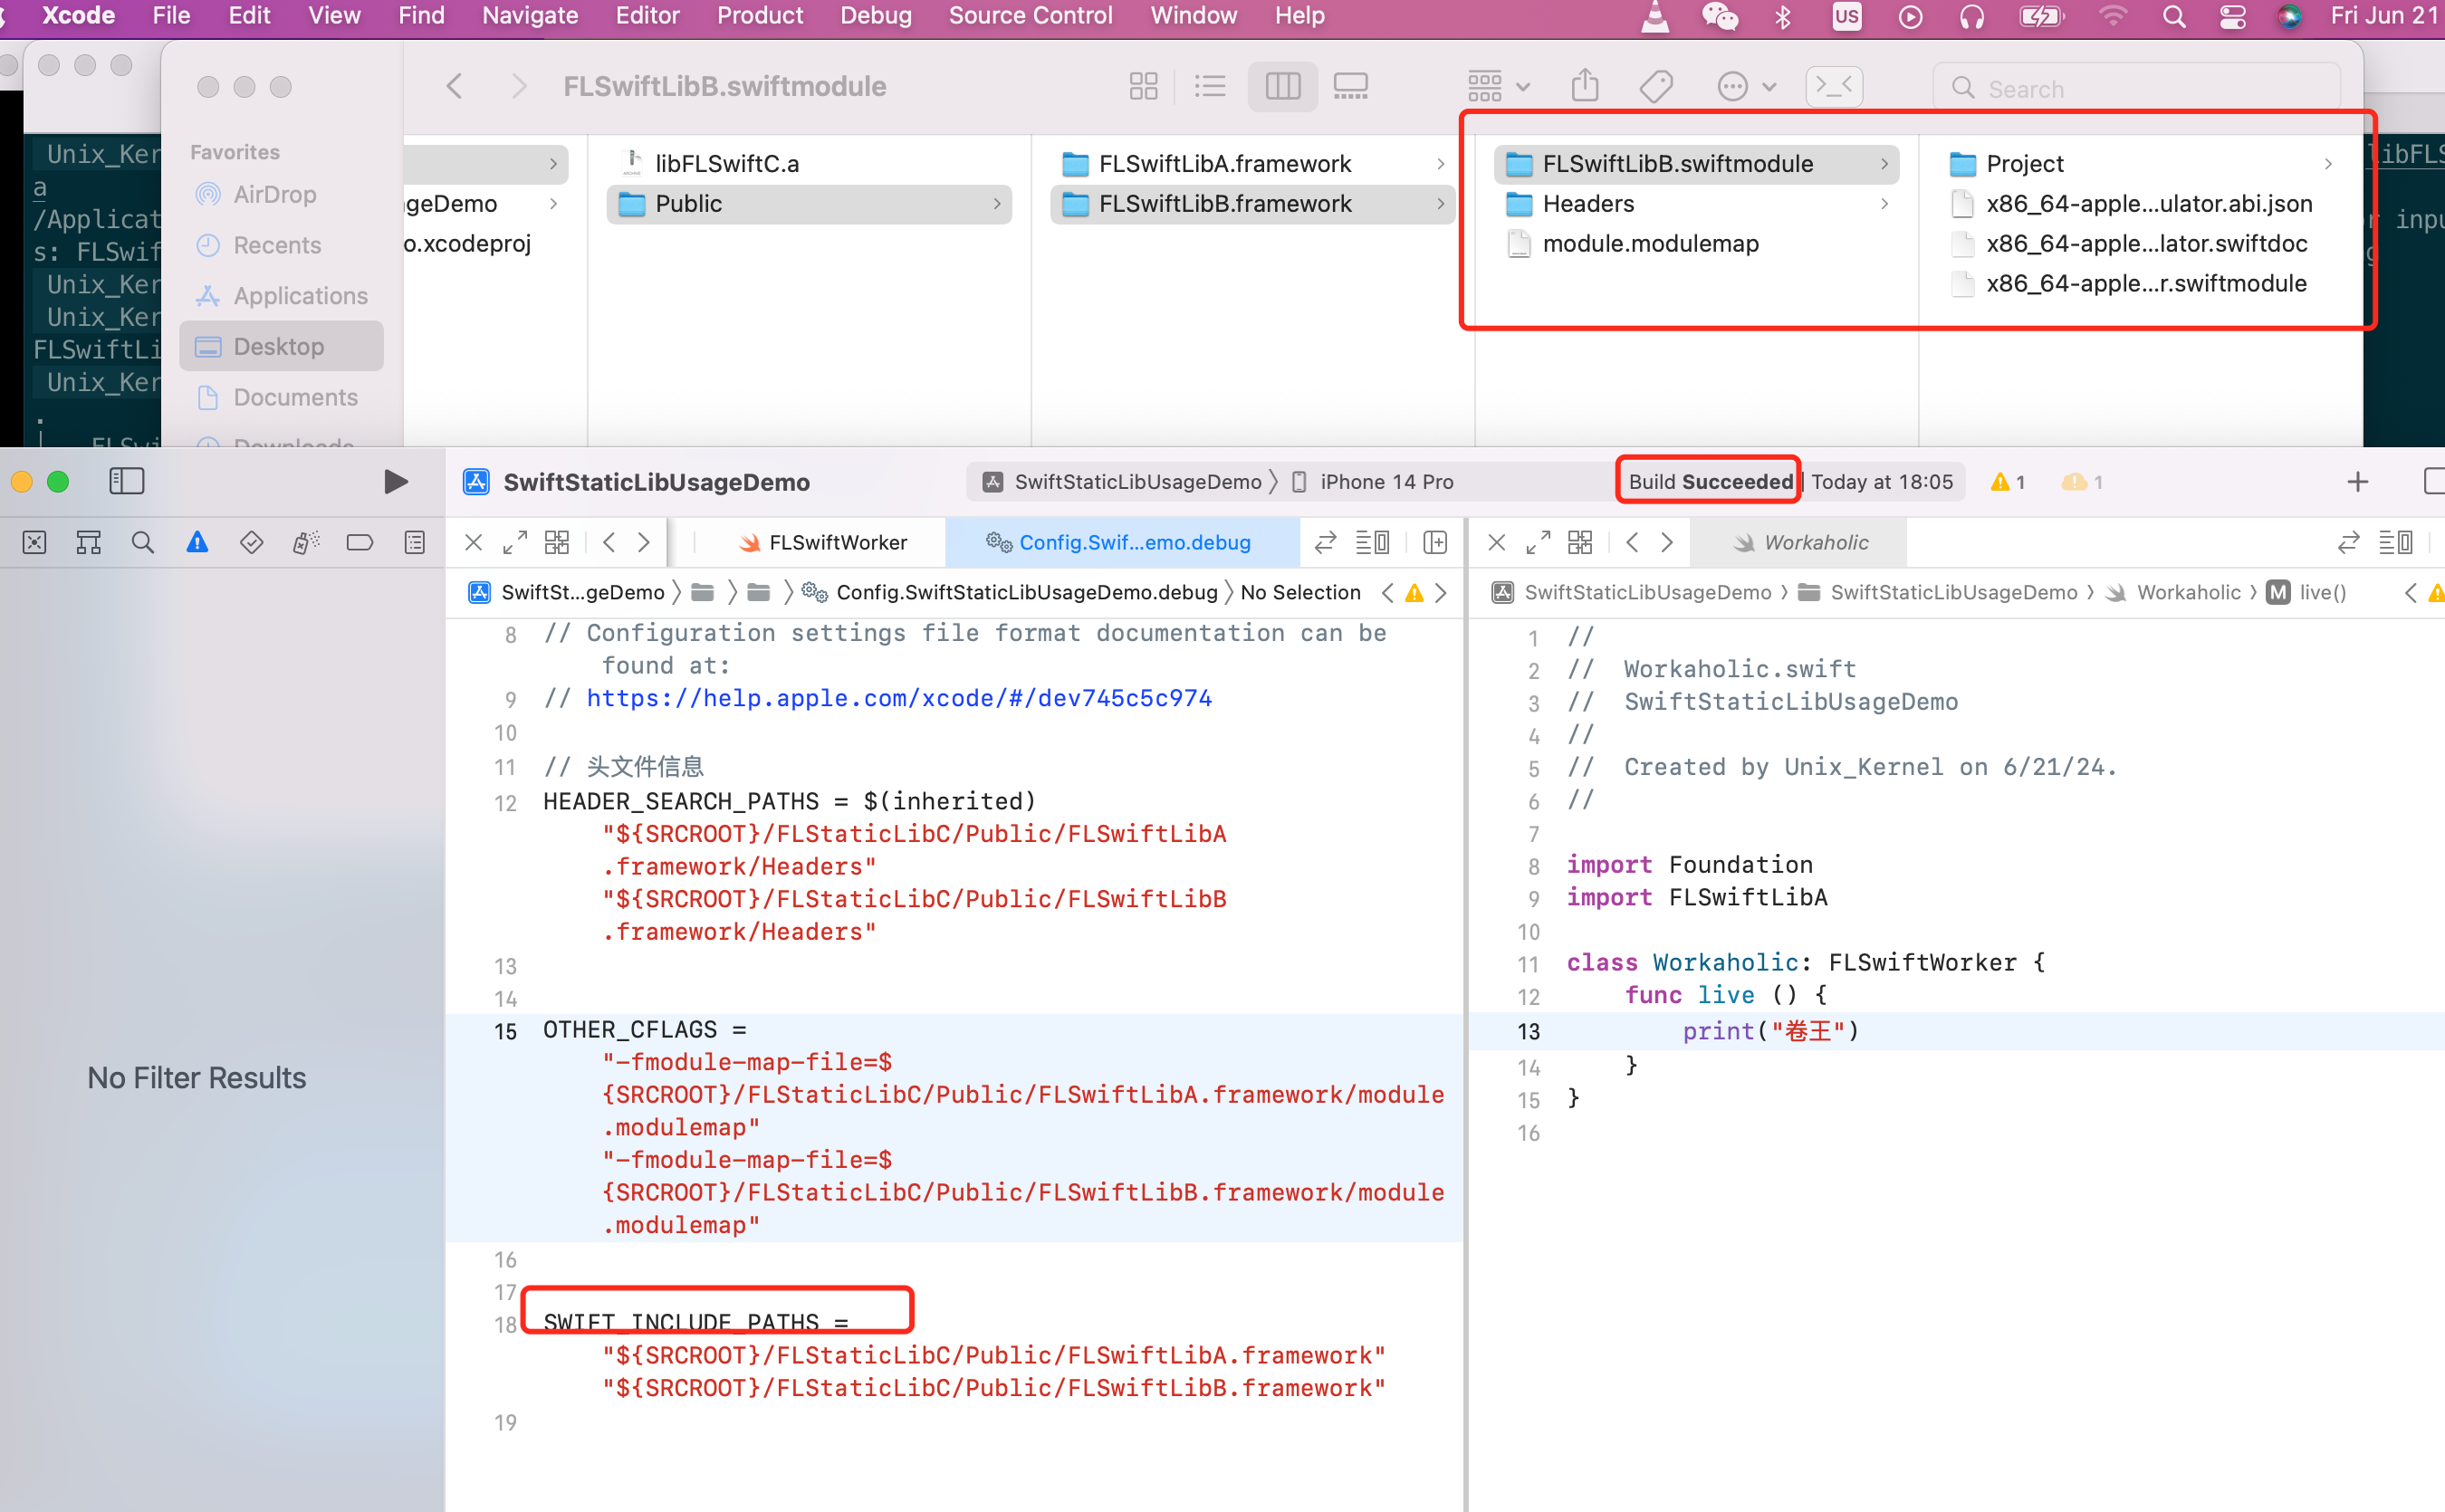 Xcode File Edit View Find Navigate Editor Product Debug Source Control Window Help US Fri Jun 21
FLSwiftLibB.swiftmodule
Search
Favorites
AirDrop
Recents
Applications
Desktop
Documents
geDemo
o.xcodeproj
libFLSwiftC.a
Public
FLSwiftLibA.framework
FLSwiftLibB.framework
FLSwiftLibB.swiftmodule
Headers
module.modulemap
Project
x86_64-apple...ulator.abi.json
x86_64-apple...lator.swiftdoc
x86_64-apple...r.swiftmodule
Unix_Ker
a
/Applicat
s: FLSwif
Unix_Ker
Unix_Ker
FLSwiftLi
Unix_Ker
libFLS
r inpu
SwiftStaticLibUsageDemo
SwiftStaticLibUsageDemo iPhone 14 Pro
Build Succeeded Today at 18:05
1
1
FLSwiftWorker
Config.Swif...emo.debug
Workaholic
SwiftSt...geDemo Config.SwiftStaticLibUsageDemo.debug No Selection
SwiftStaticLibUsageDemo SwiftStaticLibUsageDemo Workaholic M live()
No Filter Results
8 // Configuration settings file format documentation can be
found at:
9 // https://help.apple.com/xcode/#/dev745c5c974
10
11 // 头文件信息
12 HEADER_SEARCH_PATHS = $(inherited)
"${SRCROOT}/FLStaticLibC/Public/FLSwiftLibA
.framework/Headers"
"${SRCROOT}/FLStaticLibC/Public/FLSwiftLibB
.framework/Headers"
13
14
15 OTHER_CFLAGS =
"-fmodule-map-file=$
{SRCROOT}/FLStaticLibC/Public/FLSwiftLibA.framework/module
.modulemap"
"-fmodule-map-file=$
{SRCROOT}/FLStaticLibC/Public/FLSwiftLibB.framework/module
.modulemap"
16
17
18 SWIFT_INCLUDE_PATHS =
"${SRCROOT}/FLStaticLibC/Public/FLSwiftLibA.framework"
"${SRCROOT}/FLStaticLibC/Public/FLSwiftLibB.framework"
19
1 //
2 // Workaholic.swift
3 // SwiftStaticLibUsageDemo
4 //
5 // Created by Unix_Kernel on 6/21/24.
6 //
7
8 import Foundation
9 import FLSwiftLibA
10
11 class Workaholic: FLSwiftWorker {
12 func live () {
13 print("卷王")
14 }
15 }
16